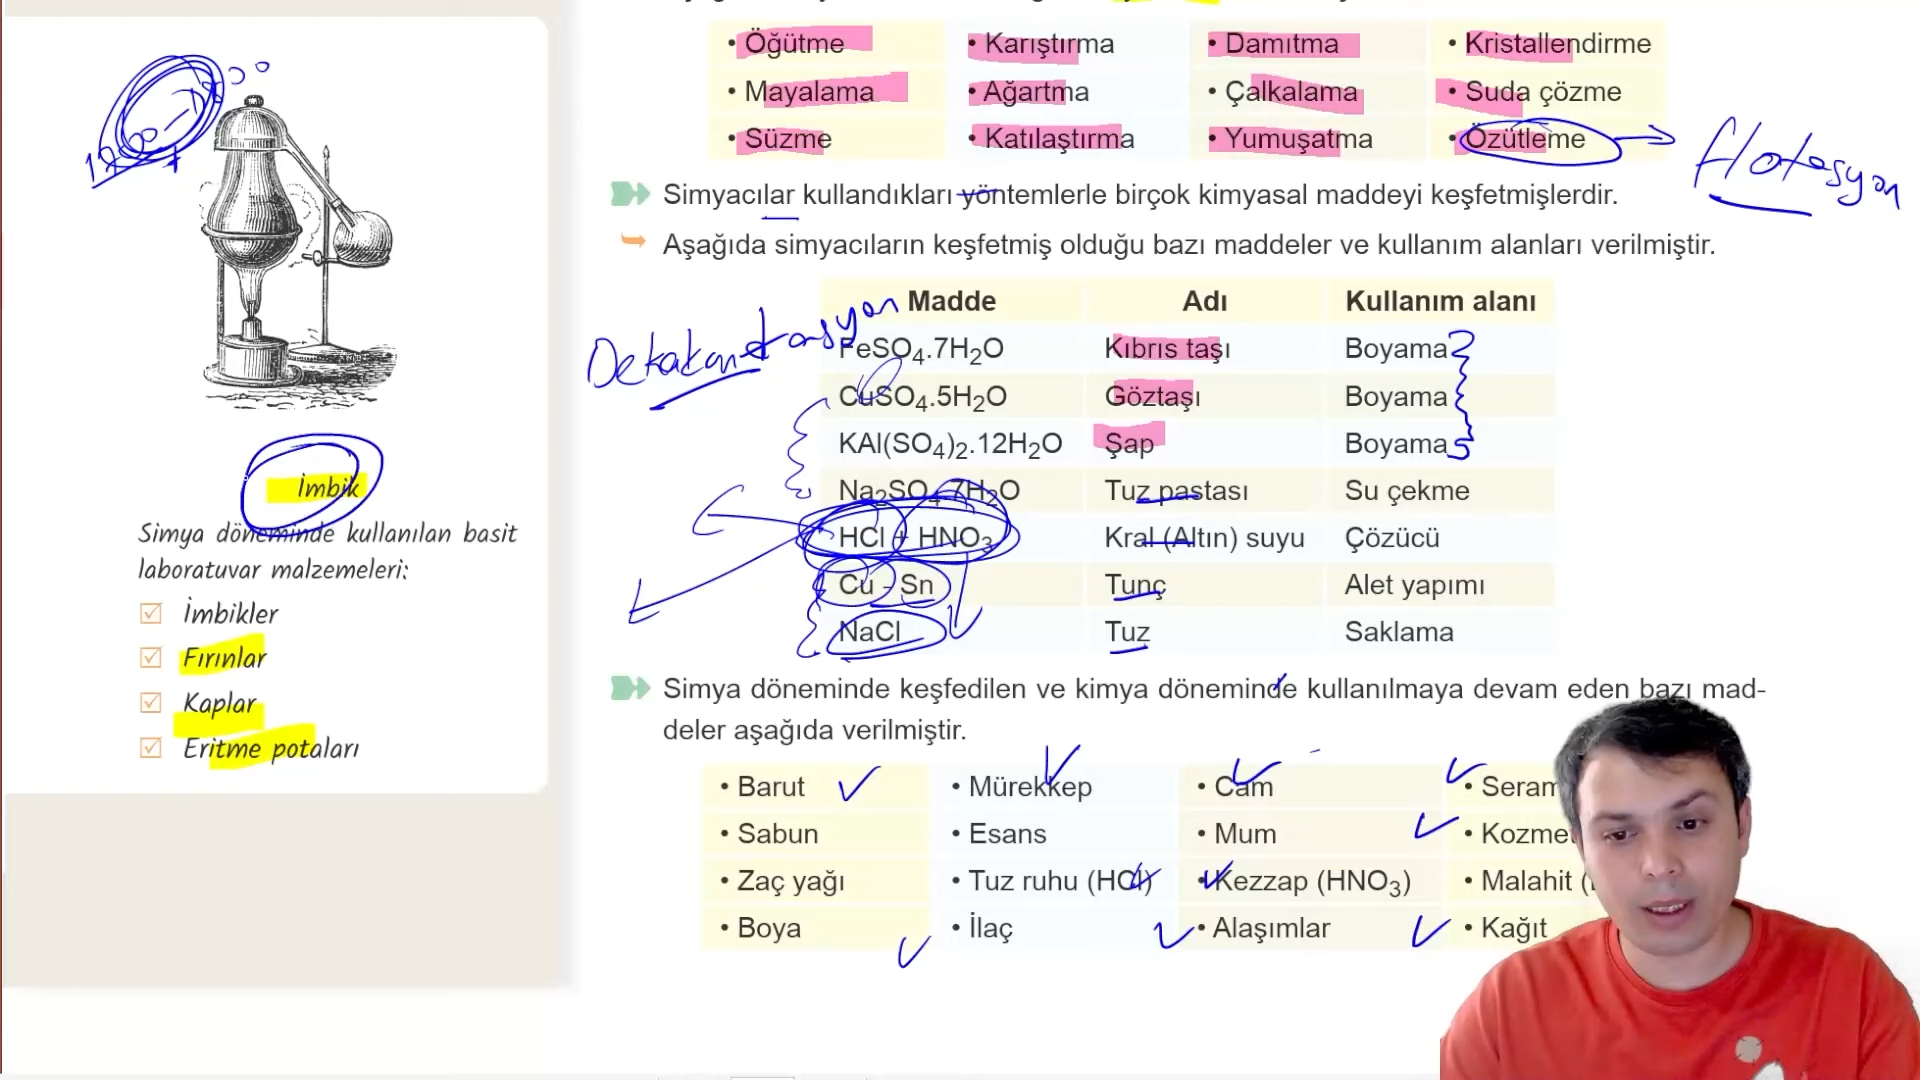 • Öğütme • Karıştırma • Damıtma • Kristallendirme
• Mayalama • Ağartma • Çalkalama • Suda çözme
• Süzme • Katılaştırma • Yumuşatma • Özütleme
flotasyon
Simyacılar kullandıkları yöntemlerle birçok kimyasal maddeyi keşfetmişlerdir.
Aşağıda simyacıların keşfetmiş olduğu bazı maddeler ve kullanım alanları verilmiştir.
Madde Adı Kullanım alanı
FeSO4.7H2O Kıbrıs taşı Boyama
CuSO4.5H2O Göztaşı Boyama
KAl(SO4)2.12H2O Şap Boyama
Na2SO4.7H2O Tuz pastası Su çekme
HCl + HNO3 Kral (Altın) suyu Çözücü
Cu - Sn Tunç Alet yapımı
NaCl Tuz Saklama
Simya döneminde keşfedilen ve kimya döneminde kullanılmaya devam eden bazı mad-
deler aşağıda verilmiştir.
• Barut • Mürekkep • Cam • Seram
• Sabun • Esans • Mum • Kozmet
• Zaç yağı • Tuz ruhu (HCl) • Kezzap (HNO3) • Malahit (
• Boya • İlaç • Alaşımlar • Kağıt
İmbik
Simya döneminde kullanılan basit
laboratuvar malzemeleri:
İmbikler
Fırınlar
Kaplar
Eritme potaları